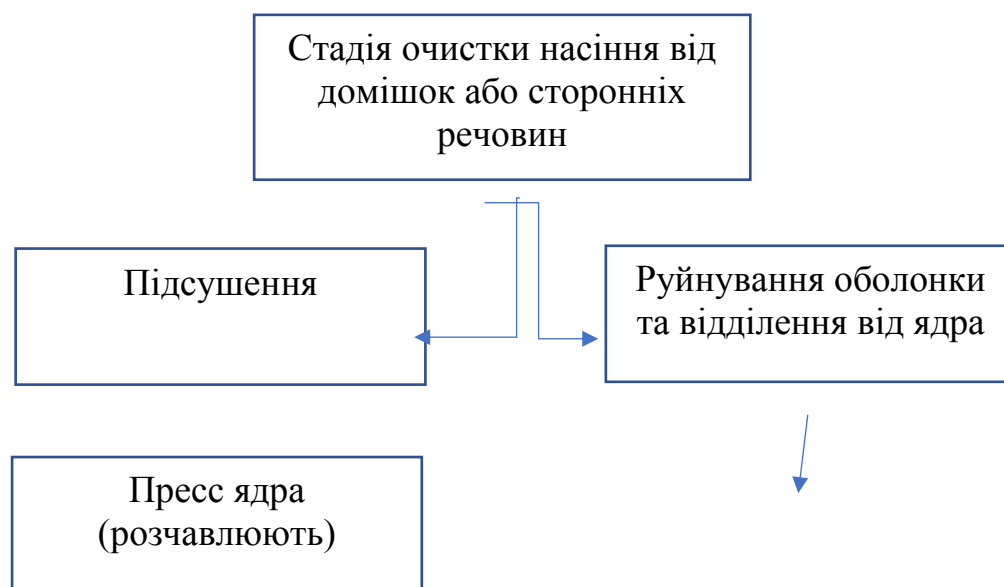 Стадія очистки насіння від
домішок або сторонніх
речовин
Підсушення
Руйнування оболонки
та відділення від ядра
Пресс ядра
(розчавлюють)